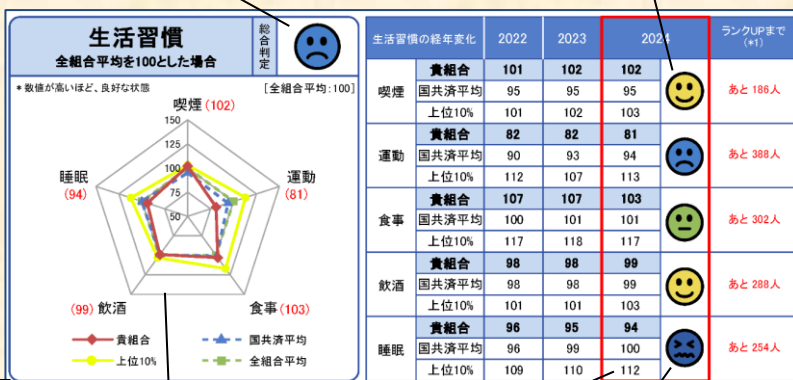 生活習慣
全組合平均を100とした場合
総合判定
*数値が高いほど、良好な状態
[全組合平均:100]
喫煙(102)
150
125
100
75
50
運動
(81)
食事(103)
(99)飲酒
睡眠
(94)
貴組合
国共済平均
上位10%
全組合平均
生活習慣の経年変化 2022 2023 2024 ランクUPまで
(*1)
喫煙 貴組合 101 102 102 あと186人
国共済平均 95 95 95
上位10% 101 102 103
運動 貴組合 82 82 81 あと388人
国共済平均 90 93 94
上位10% 112 107 113
食事 貴組合 107 107 103 あと302人
国共済平均 100 101 101
上位10% 117 118 117
飲酒 貴組合 98 98 99 あと288人
国共済平均 98 98 99
上位10% 101 101 103
睡眠 貴組合 96 95 94 あと254人
国共済平均 96 99 100
上位10% 109 110 112